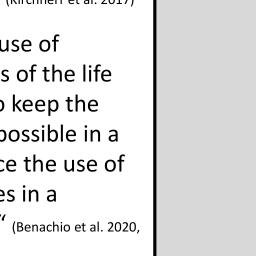 (Kirchherr et al. 2017)
use of
s of the life
o keep the
possible in a
ce the use of
es in a
“ (Benachio et al. 2020,